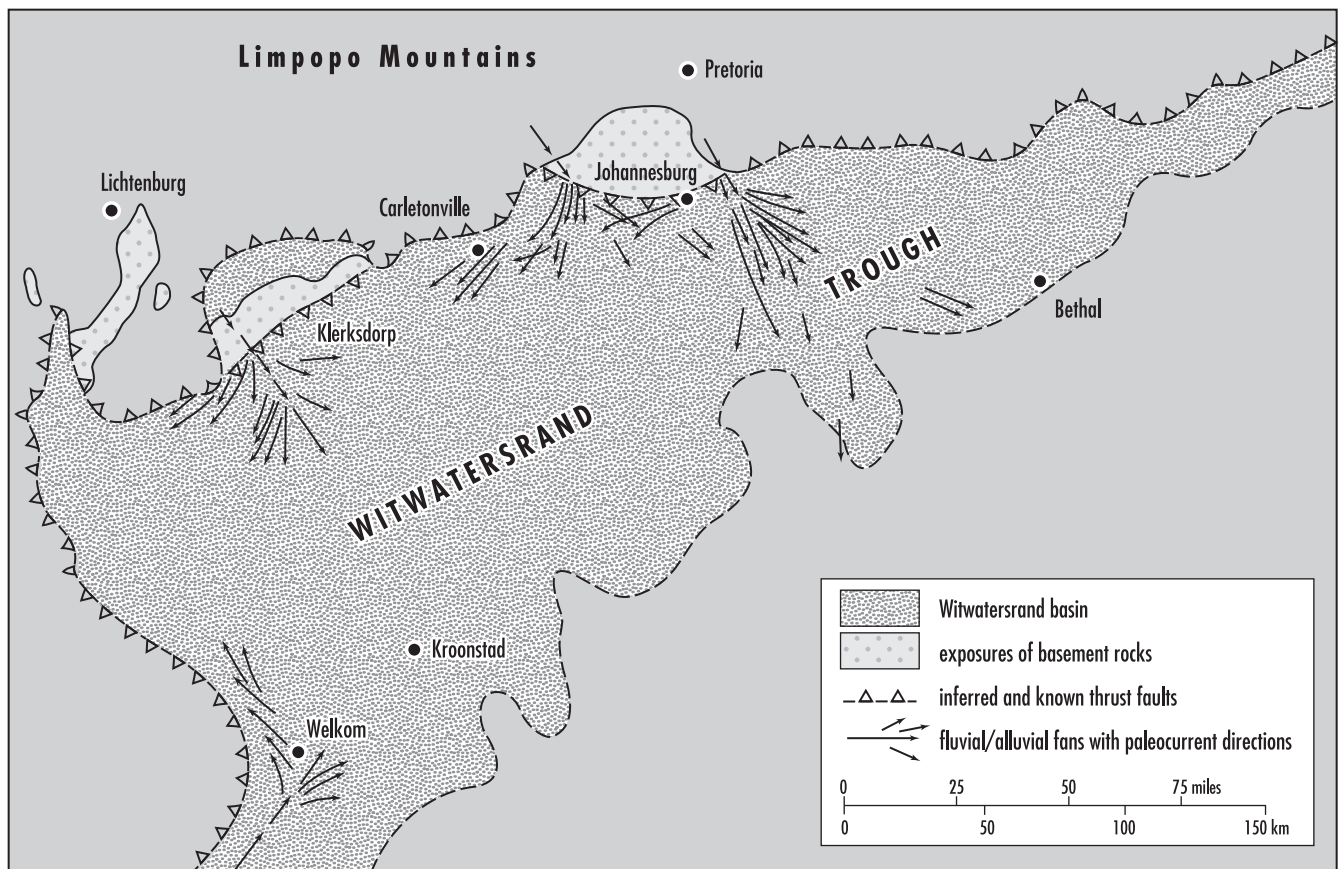 Limpopo Mountains
Pretoria
Lichtenburg
Johannesburg
Carletonville
TROUGH
Bethal
Klerksdorp
WITWATERSRAND
Kroonstad
Welkom
Witwatersrand basin
exposures of basement rocks
inferred and known thrust faults
fluvial/alluvial fans with paleocurrent directions
0 25 50 75 miles
0 50 100 150 km